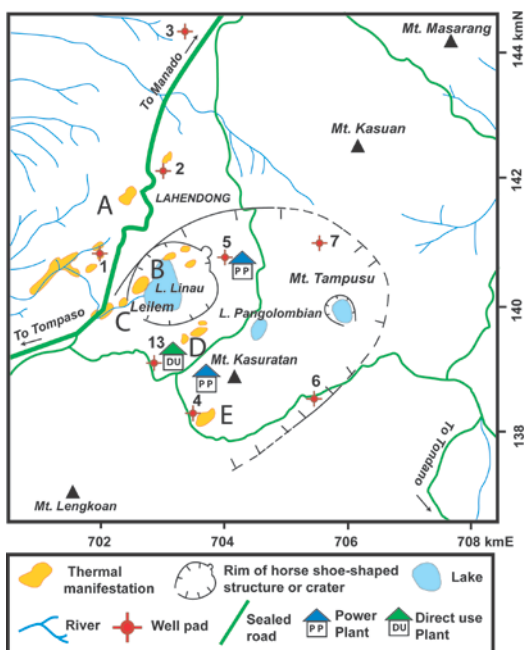 3
To Manado
Mt. Masarang
144 kmN
Mt. Kasuan
2
A
LAHENDONG
142
1
B
5
PP
7
L. Linau
Mt. Tampusu
Leilem
C
L. Pangolombian
140
To Tompaso
13
DU
D
Mt. Kasuratan
PP
4
E
6
138
To Tondano
Mt. Lengkoan
702
704
706
708 kmE
Thermal
manifestation
Rim of horse shoe-shaped
structure or crater
Lake
River
Well pad
Sealed
road
PP
Power
Plant
DU
Direct use
Plant